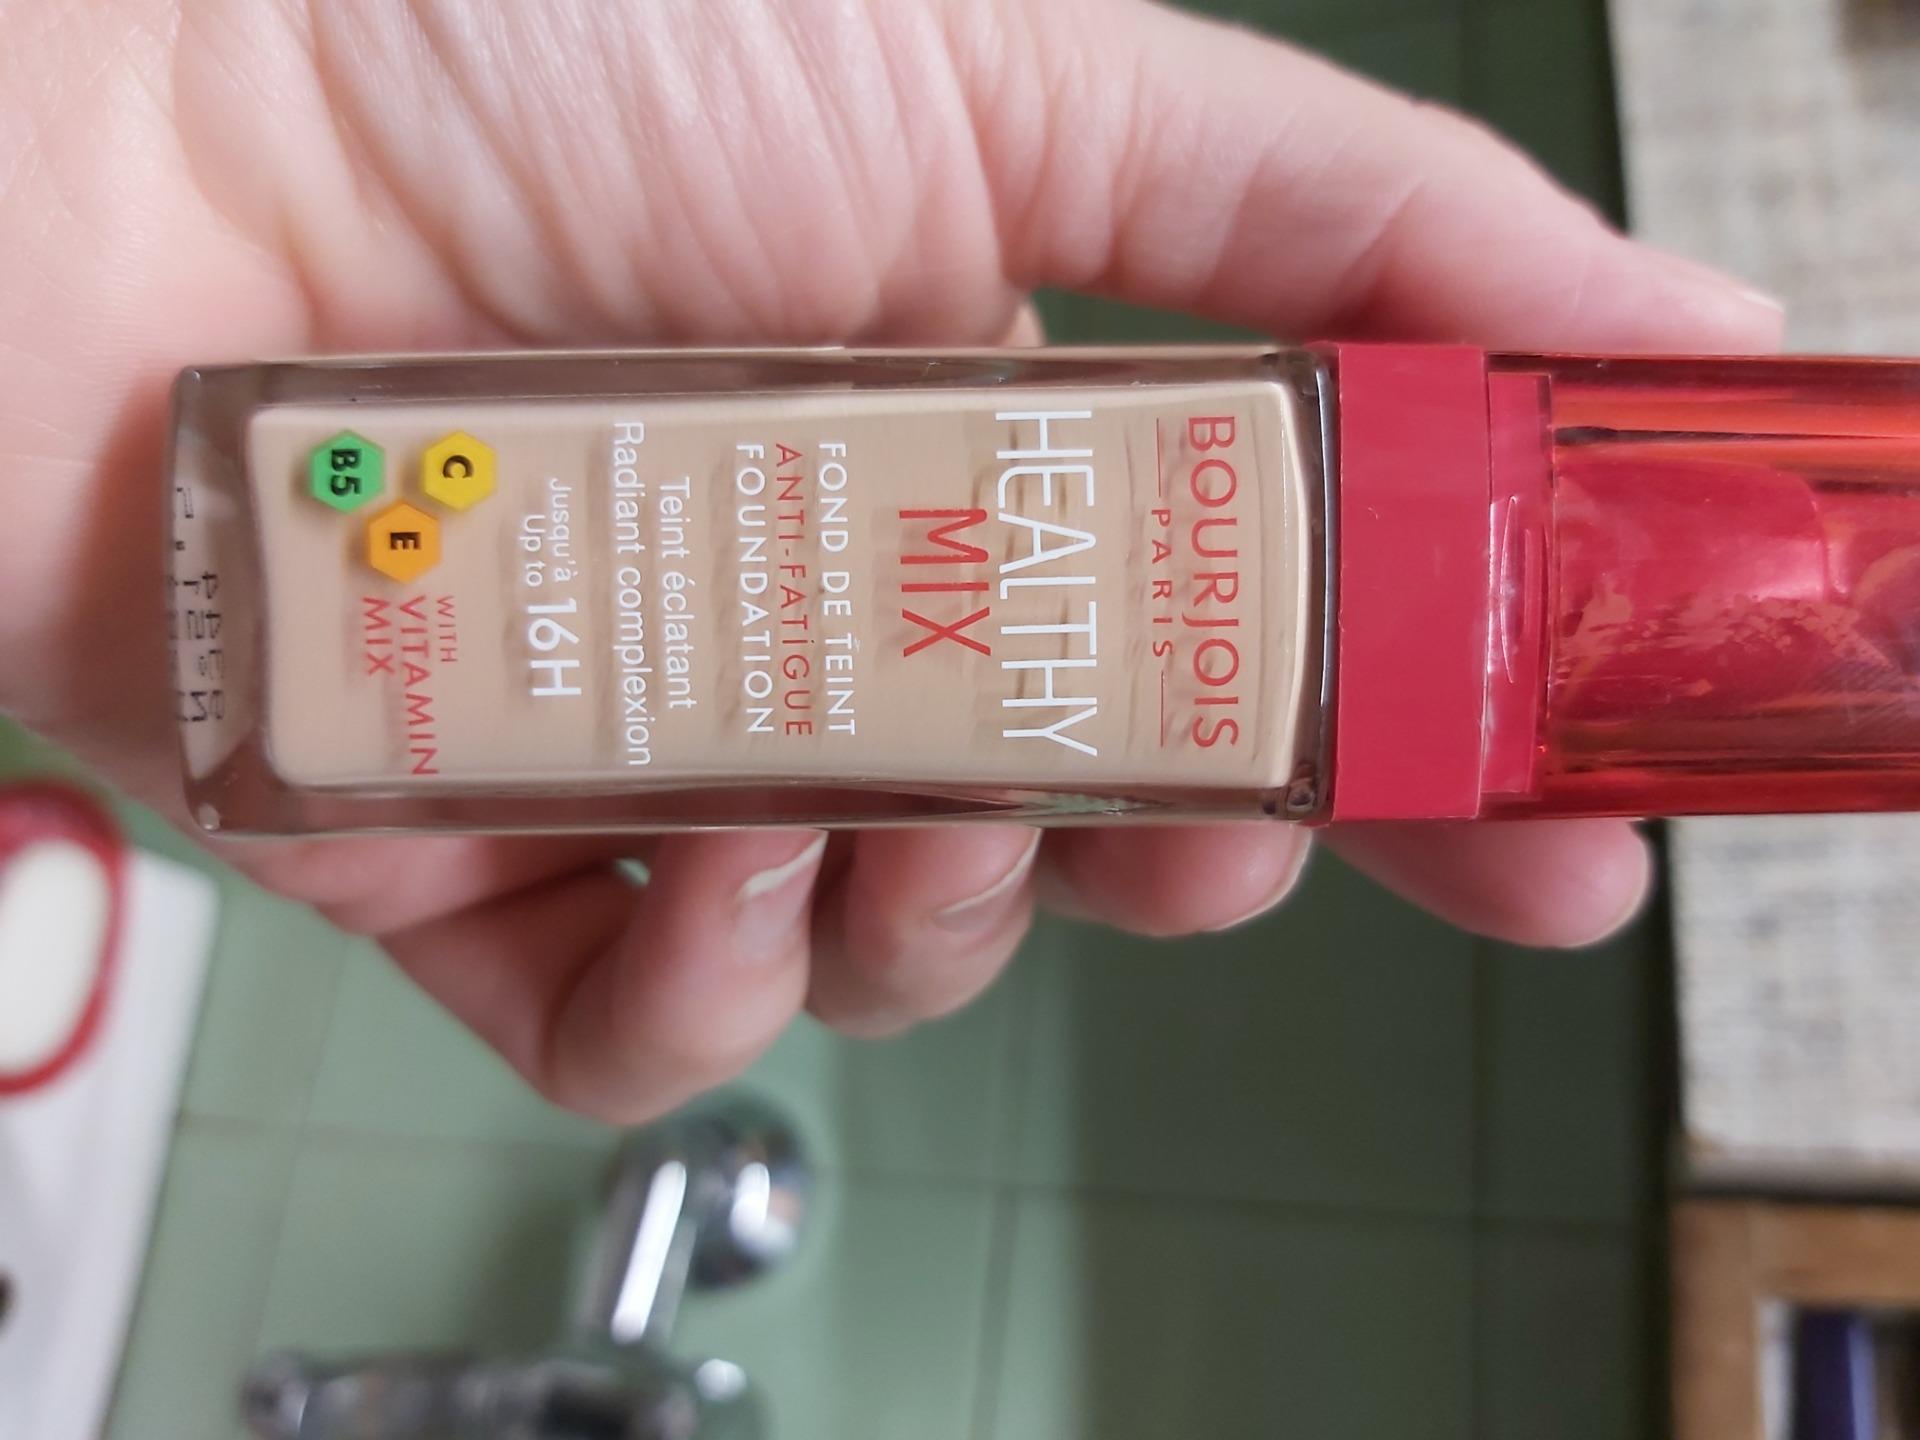 BOURJOIS
PARIS
HEALTHY
MIX
FOND DE TEINT
ANTI-FATIGUE
FOUNDATION
Teint éclatant
Radiant complexion
Jusqu'à
Up to 16H
C
E
B5
WITH
VITAMIN
MIX